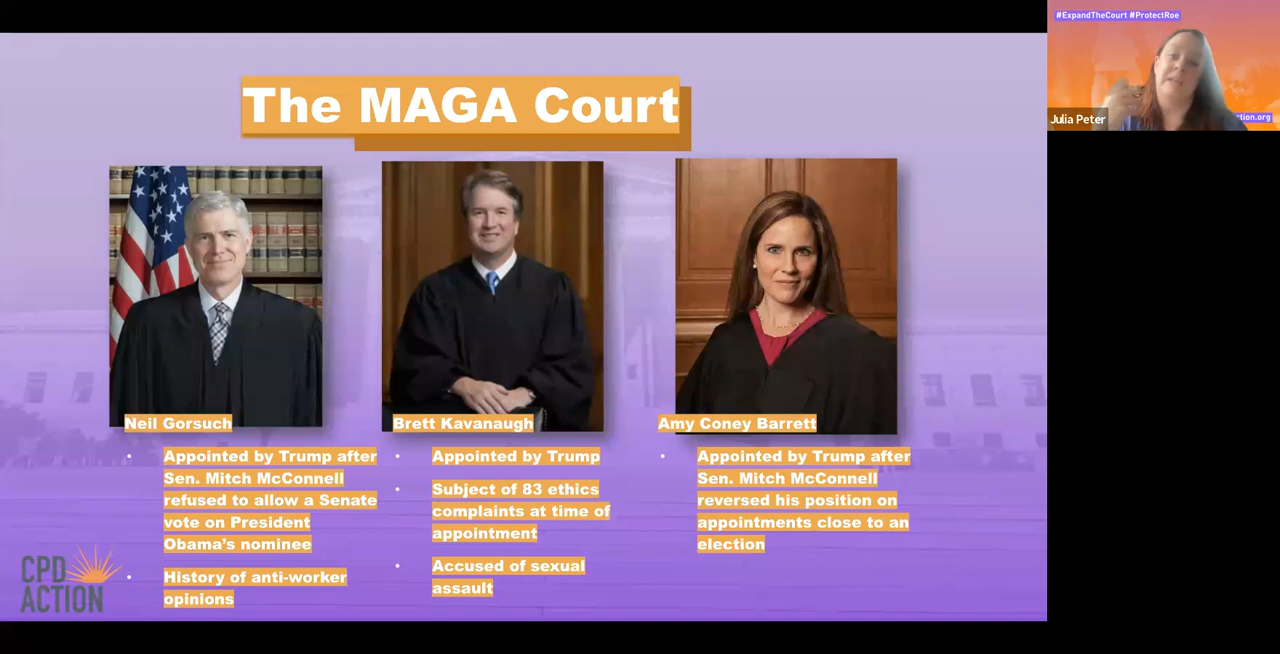 The MAGA Court
Neil Gorsuch
• Appointed by Trump after
Sen. Mitch McConnell
refused to allow a Senate
vote on President
Obama’s nominee
• History of anti-worker
opinions
Brett Kavanaugh
• Appointed by Trump
• Subject of 83 ethics
complaints at time of
appointment
• Accused of sexual
assault
Amy Coney Barrett
• Appointed by Trump after
Sen. Mitch McConnell
reversed his position on
appointments close to an
election
CPD
ACTION
#ExpandTheCourt #ProtectRoe
Julia Peter
ction.org